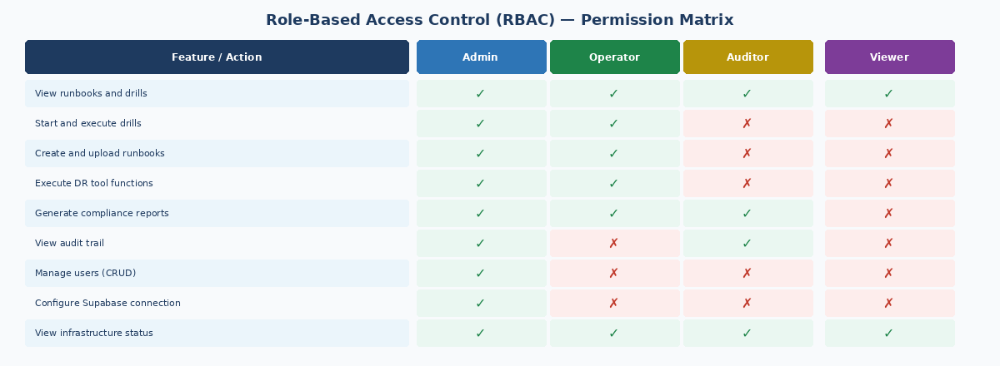 Role-Based Access Control (RBAC) — Permission Matrix
Feature / Action Admin Operator Auditor Viewer
View runbooks and drills ✓ ✓ ✓ ✓
Start and execute drills ✓ ✓ ✗ ✗
Create and upload runbooks ✓ ✓ ✗ ✗
Execute DR tool functions ✓ ✓ ✗ ✗
Generate compliance reports ✓ ✓ ✓ ✗
View audit trail ✓ ✗ ✓ ✗
Manage users (CRUD) ✓ ✗ ✗ ✗
Configure Supabase connection ✓ ✗ ✗ ✗
View infrastructure status ✓ ✓ ✓ ✓